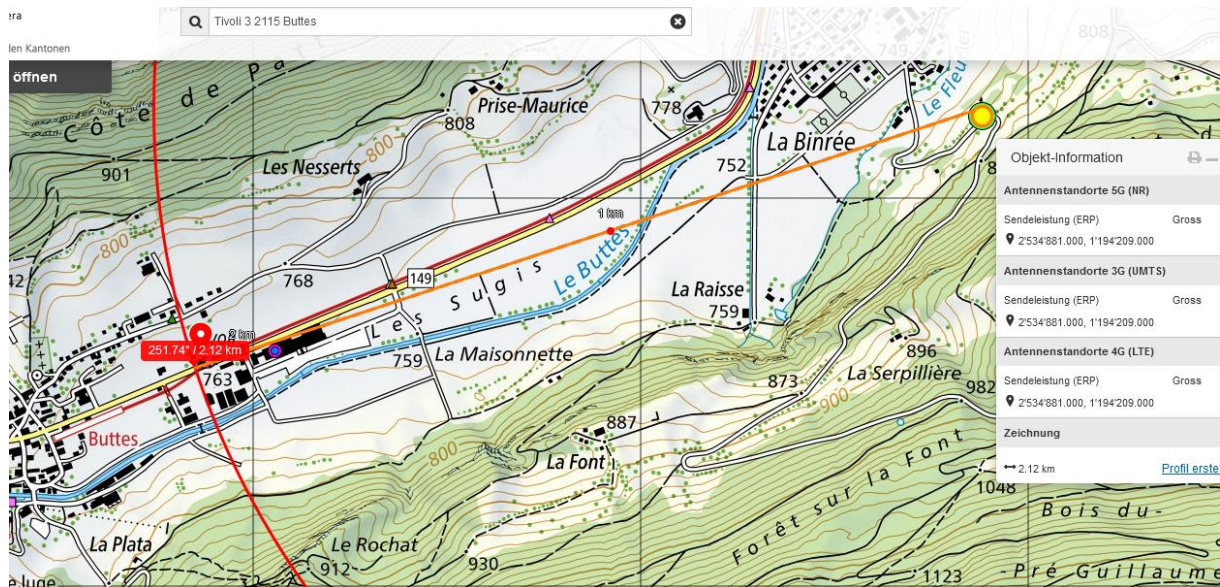 era
Tivoli 3 2115 Buttes
len Kantonen
öffnen
Côte de
Prise-Maurice
778
808
749
808
Le Fleurier
La Binrée
901
Les Nesserts
800
808
752
Objekt-Information
Antennenstandorte 5G (NR)
Sendeleistung (ERP) Gross
2'534'881.000, 1'194'209.000
Antennenstandorte 3G (UMTS)
Sendeleistung (ERP) Gross
2'534'881.000, 1'194'209.000
Antennenstandorte 4G (LTE)
Sendeleistung (ERP) Gross
2'534'881.000, 1'194'209.000
Zeichnung
2.12 km Profil erste
1 km
800
768
149
Les Sugis
Le Buttes
La Raisse
759
2 km
251.74° / 2.12 km
763
759
La Maisonnette
896
La Serpillière
873
900
982
Buttes
887
800
La Font
Forêt sur la Font
1048
Bois du-
La Plata
Le Rochat
912
930
1123
-Pré Guillaume
le Juge